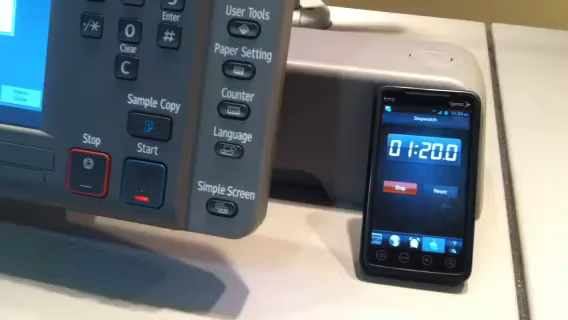 User Tools
Enter
./*
0
#
Clear
C
Paper Setting
Counter
Sample Copy
Language
Stop
Start
Simple Screen
htc
Sprint
Stopwatch
01:20.0
Stop
Reset